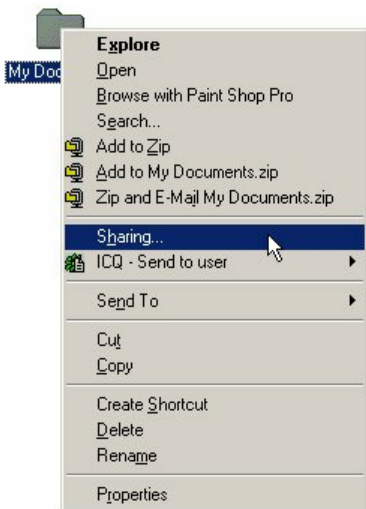 My Doc
Explore
Open
Browse with Paint Shop Pro
Search...
Add to Zip
Add to My Documents.zip
Zip and E-Mail My Documents.zip
Sharing...
ICQ - Send to user
Send To
Cut
Copy
Create Shortcut
Delete
Rename
Properties